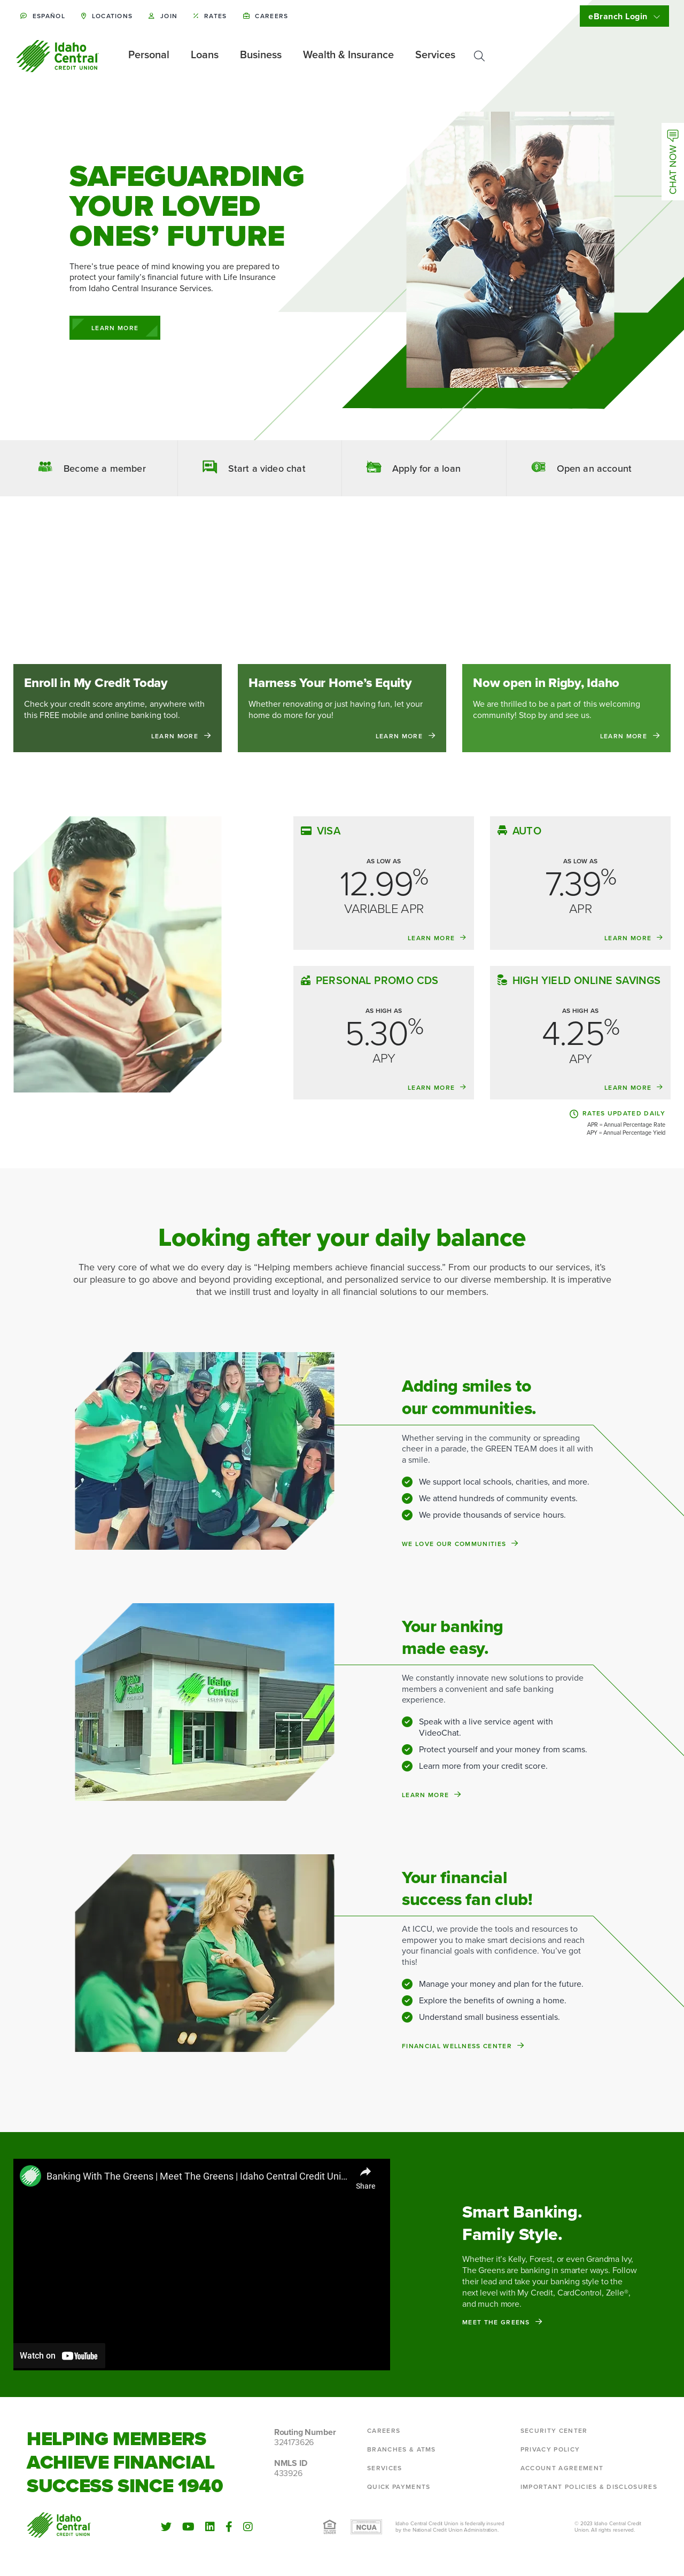 ESPAÑOL
LOCATIONS
JOIN
RATES
CAREERS
eBranch Login
Idaho
Central
CREDIT UNION
Personal
Loans
Business
Wealth & Insurance
Services
CHAT NOW
SAFEGUARDING
YOUR LOVED
ONES’ FUTURE
There’s true peace of mind knowing you are prepared to
protect your family’s financial future with Life Insurance
from Idaho Central Insurance Services.
LEARN MORE
Become a member
Start a video chat
Apply for a loan
Open an account
Enroll in My Credit Today
Check your credit score anytime, anywhere with
this FREE mobile and online banking tool.
LEARN MORE
Harness Your Home’s Equity
Whether renovating or just having fun, let your
home do more for you!
LEARN MORE
Now open in Rigby, Idaho
We are thrilled to be a part of this welcoming
community! Stop by and see us.
LEARN MORE
VISA
AS LOW AS
12.99%
VARIABLE APR
LEARN MORE
AUTO
AS LOW AS
7.39%
APR
LEARN MORE
PERSONAL PROMO CDS
AS HIGH AS
5.30%
APY
LEARN MORE
HIGH YIELD ONLINE SAVINGS
AS HIGH AS
4.25%
APY
LEARN MORE
RATES UPDATED DAILY
APR = Annual Percentage Rate
APY = Annual Percentage Yield
Looking after your daily balance
The very core of what we do every day is “Helping members achieve financial success.” From our products to our services, it’s
our pleasure to go above and beyond providing exceptional, and personalized service to our diverse membership. It is imperative
that we instill trust and loyalty in all financial solutions to our members.
Adding smiles to
our communities.
Whether serving in the community or spreading
cheer in a parade, the GREEN TEAM does it all with
a smile.
We support local schools, charities, and more.
We attend hundreds of community events.
We provide thousands of service hours.
WE LOVE OUR COMMUNITIES
Idaho
Central
Idaho
Central
CREDIT UNION
Your banking
made easy.
We constantly innovate new solutions to provide
members a convenient and safe banking
experience.
Speak with a live service agent with
VideoChat.
Protect yourself and your money from scams.
Learn more from your credit score.
LEARN MORE
Your financial
success fan club!
At ICCU, we provide the tools and resources to
empower you to make smart decisions and reach
your financial goals with confidence. You’ve got
this!
Manage your money and plan for the future.
Explore the benefits of owning a home.
Understand small business essentials.
FINANCIAL WELLNESS CENTER
Banking With The Greens | Meet The Greens | Idaho Central Credit Uni...
Share
Watch on YouTube
Smart Banking.
Family Style.
Whether it’s Kelly, Forest, or even Grandma Ivy,
The Greens are banking in smarter ways. Follow
their lead and take your banking style to the
next level with My Credit, CardControl, Zelle®,
and much more.
MEET THE GREENS
HELPING MEMBERS
ACHIEVE FINANCIAL
SUCCESS SINCE 1940
Routing Number
324173626
NMLS ID
433926
CAREERS
BRANCHES & ATMS
SERVICES
QUICK PAYMENTS
SECURITY CENTER
PRIVACY POLICY
ACCOUNT AGREEMENT
IMPORTANT POLICIES & DISCLOSURES
Idaho
Central
CREDIT UNION
NCUA
Idaho Central Credit Union is federally insured
by the National Credit Union Administration.
© 2023 Idaho Central Credit
Union. All rights reserved.